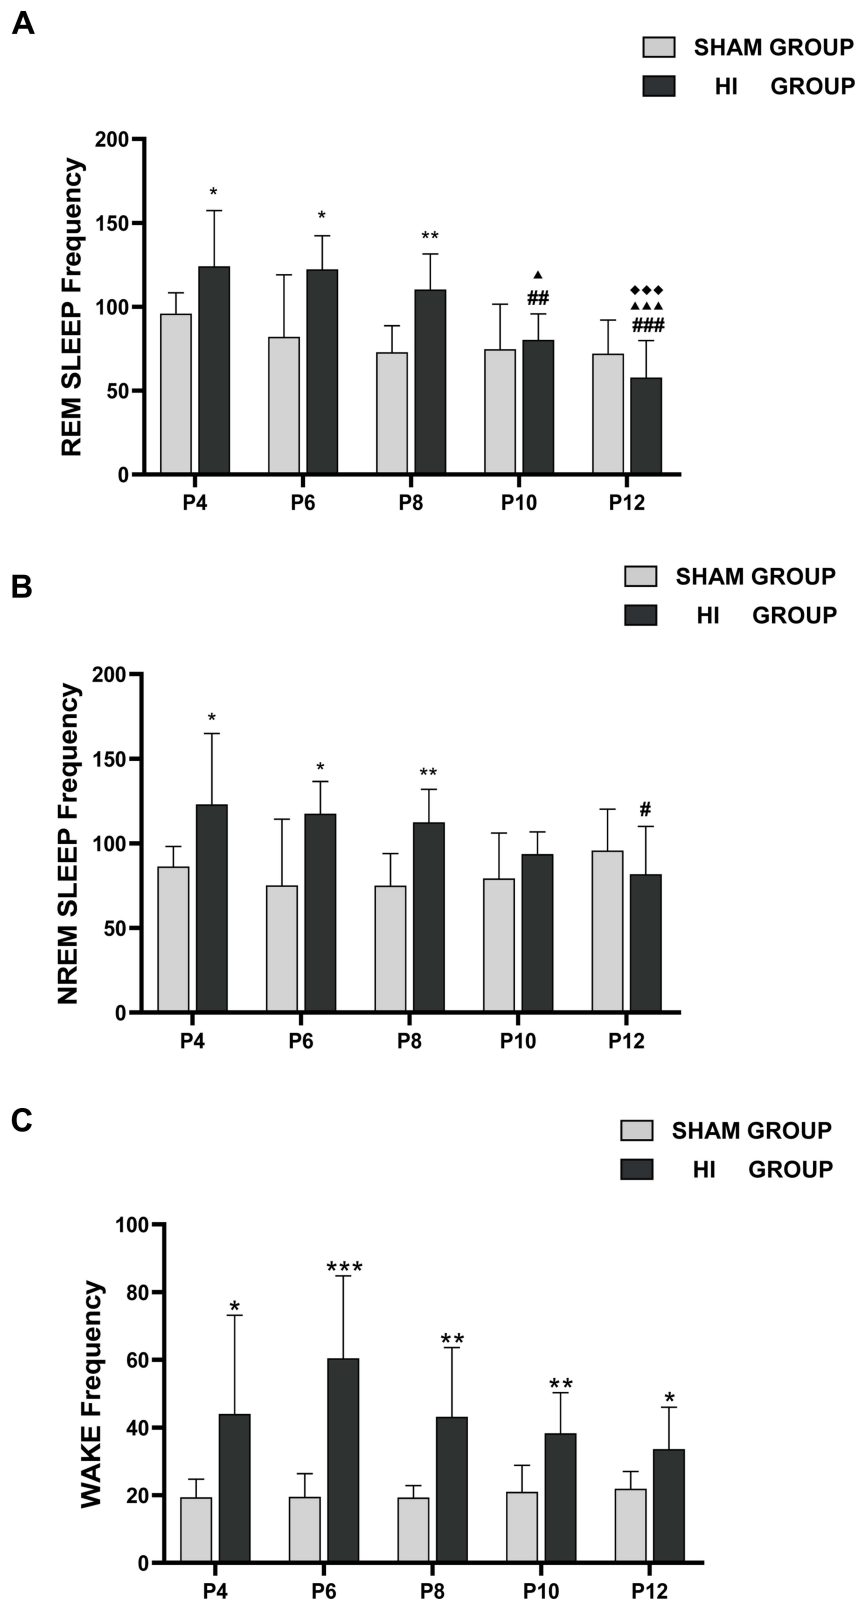 A
SHAM GROUP
HI GROUP
REM SLEEP Frequency
200
150
100
50
0
*
*
**
▲
##
◆◆◆
▲▲▲
###
P4 P6 P8 P10 P12
B
SHAM GROUP
HI GROUP
NREM SLEEP Frequency
200
150
100
50
0
*
*
**
#
P4 P6 P8 P10 P12
C
SHAM GROUP
HI GROUP
WAKE Frequency
100
80
60
40
20
0
*
***
**
**
*
P4 P6 P8 P10 P12